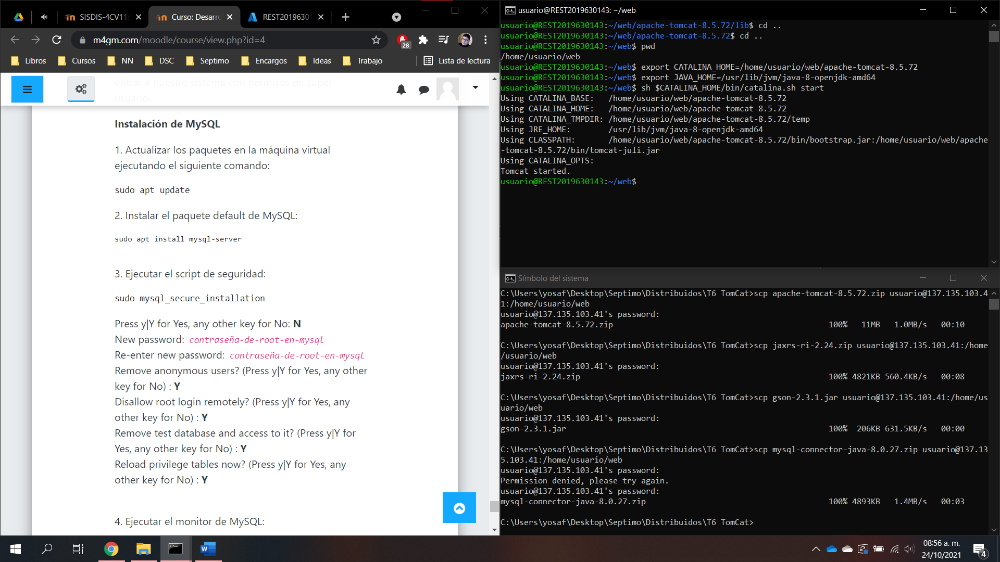 SISDIS-4CV11
Curso: Desarro
REST20196301
m4gm.com/moodle/course/view.php?id=4
28
Libros
Cursos
NN
DSC
Septimo
Encargos
Ideas
Trabajo
Lista de lectura
entrar a nuestro sistema con permisos de super-
usuario.
Instalación de MySQL
1. Actualizar los paquetes en la máquina virtual
ejecutando el siguiente comando:
sudo apt update
2. Instalar el paquete default de MySQL:
sudo apt install mysql-server
3. Ejecutar el script de seguridad:
sudo mysql_secure_installation
Press y|Y for Yes, any other key for No: N
New password: contraseña-de-root-en-mysql
Re-enter new password: contraseña-de-root-en-mysql
Remove anonymous users? (Press y|Y for Yes, any other
key for No) : Y
Disallow root login remotely? (Press y|Y for Yes, any
other key for No) : Y
Remove test database and access to it? (Press y|Y for
Yes, any other key for No) : Y
Reload privilege tables now? (Press y|Y for Yes, any
other key for No) : Y
4. Ejecutar el monitor de MySQL:
usuario@REST2019630143: ~/web
usuario@REST2019630143:~/web/apache-tomcat-8.5.72/lib$ cd ..
usuario@REST2019630143:~/web/apache-tomcat-8.5.72$ cd ..
usuario@REST2019630143:~/web$ pwd
/home/usuario/web
usuario@REST2019630143:~/web$ export CATALINA_HOME=/home/usuario/web/apache-tomcat-8.5.72
usuario@REST2019630143:~/web$ export JAVA_HOME=/usr/lib/jvm/java-8-openjdk-amd64
usuario@REST2019630143:~/web$ sh $CATALINA_HOME/bin/catalina.sh start
Using CATALINA_BASE:   /home/usuario/web/apache-tomcat-8.5.72
Using CATALINA_HOME:   /home/usuario/web/apache-tomcat-8.5.72
Using CATALINA_TMPDIR: /home/usuario/web/apache-tomcat-8.5.72/temp
Using JRE_HOME:        /usr/lib/jvm/java-8-openjdk-amd64
Using CLASSPATH:       /home/usuario/web/apache-tomcat-8.5.72/bin/bootstrap.jar:/home/usuario/web/apache
-tomcat-8.5.72/bin/tomcat-juli.jar
Using CATALINA_OPTS:
Tomcat started.
usuario@REST2019630143:~/web$
Símbolo del sistema
C:\Users\yosaf\Desktop\Septimo\Distribuidos\T6 TomCat>scp apache-tomcat-8.5.72.zip usuario@137.135.103.4
1:/home/usuario/web
usuario@137.135.103.41's password:
apache-tomcat-8.5.72.zip 100% 11MB 1.0MB/s 00:10
C:\Users\yosaf\Desktop\Septimo\Distribuidos\T6 TomCat>scp jaxrs-ri-2.24.zip usuario@137.135.103.41:/home
/usuario/web
usuario@137.135.103.41's password:
jaxrs-ri-2.24.zip 100% 4821KB 560.4KB/s 00:08
C:\Users\yosaf\Desktop\Septimo\Distribuidos\T6 TomCat>scp gson-2.3.1.jar usuario@137.135.103.41:/home/us
uario/web
usuario@137.135.103.41's password:
gson-2.3.1.jar 100% 206KB 631.5KB/s 00:00
C:\Users\yosaf\Desktop\Septimo\Distribuidos\T6 TomCat>scp mysql-connector-java-8.0.27.zip usuario@137.13
5.103.41:/home/usuario/web
usuario@137.135.103.41's password:
Permission denied, please try again.
usuario@137.135.103.41's password:
mysql-connector-java-8.0.27.zip 100% 4893KB 1.4MB/s 00:03
C:\Users\yosaf\Desktop\Septimo\Distribuidos\T6 TomCat>
08:56 a. m.
24/10/2021
4